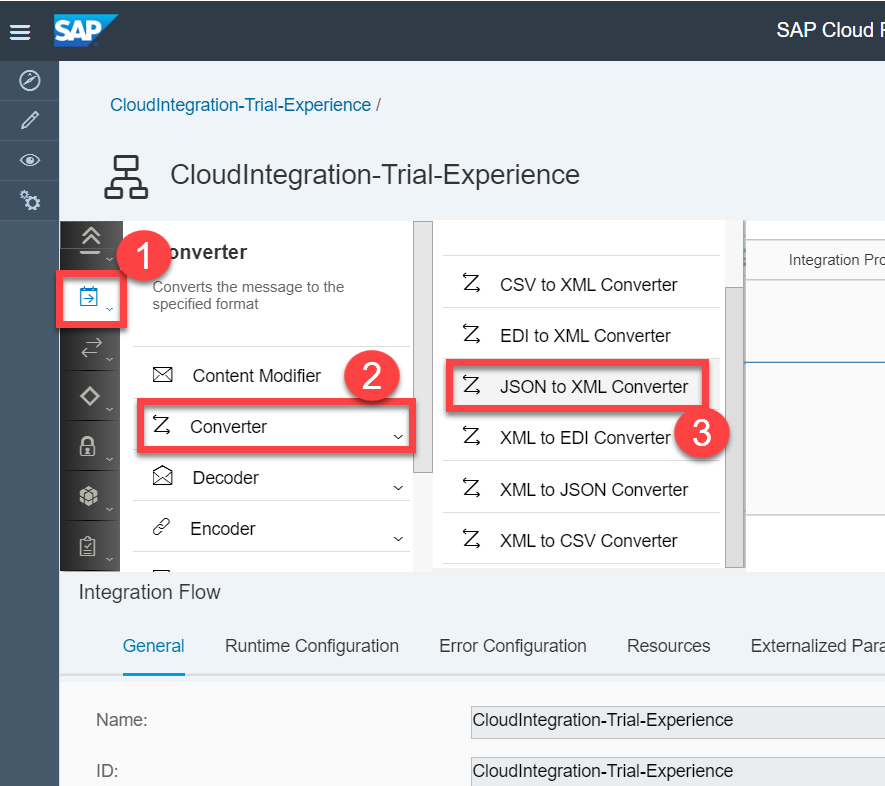 SAP
SAP Cloud
CloudIntegration-Trial-Experience /
CloudIntegration-Trial-Experience
1
onverter
Converts the message to the
specified format
Content Modifier
2
Converter
Decoder
Encoder
CSV to XML Converter
EDI to XML Converter
JSON to XML Converter
3
XML to EDI Converter
XML to JSON Converter
XML to CSV Converter
Integration Pro
Integration Flow
General
Runtime Configuration
Error Configuration
Resources
Externalized Para
Name:
CloudIntegration-Trial-Experience
ID:
CloudIntegration-Trial-Experience